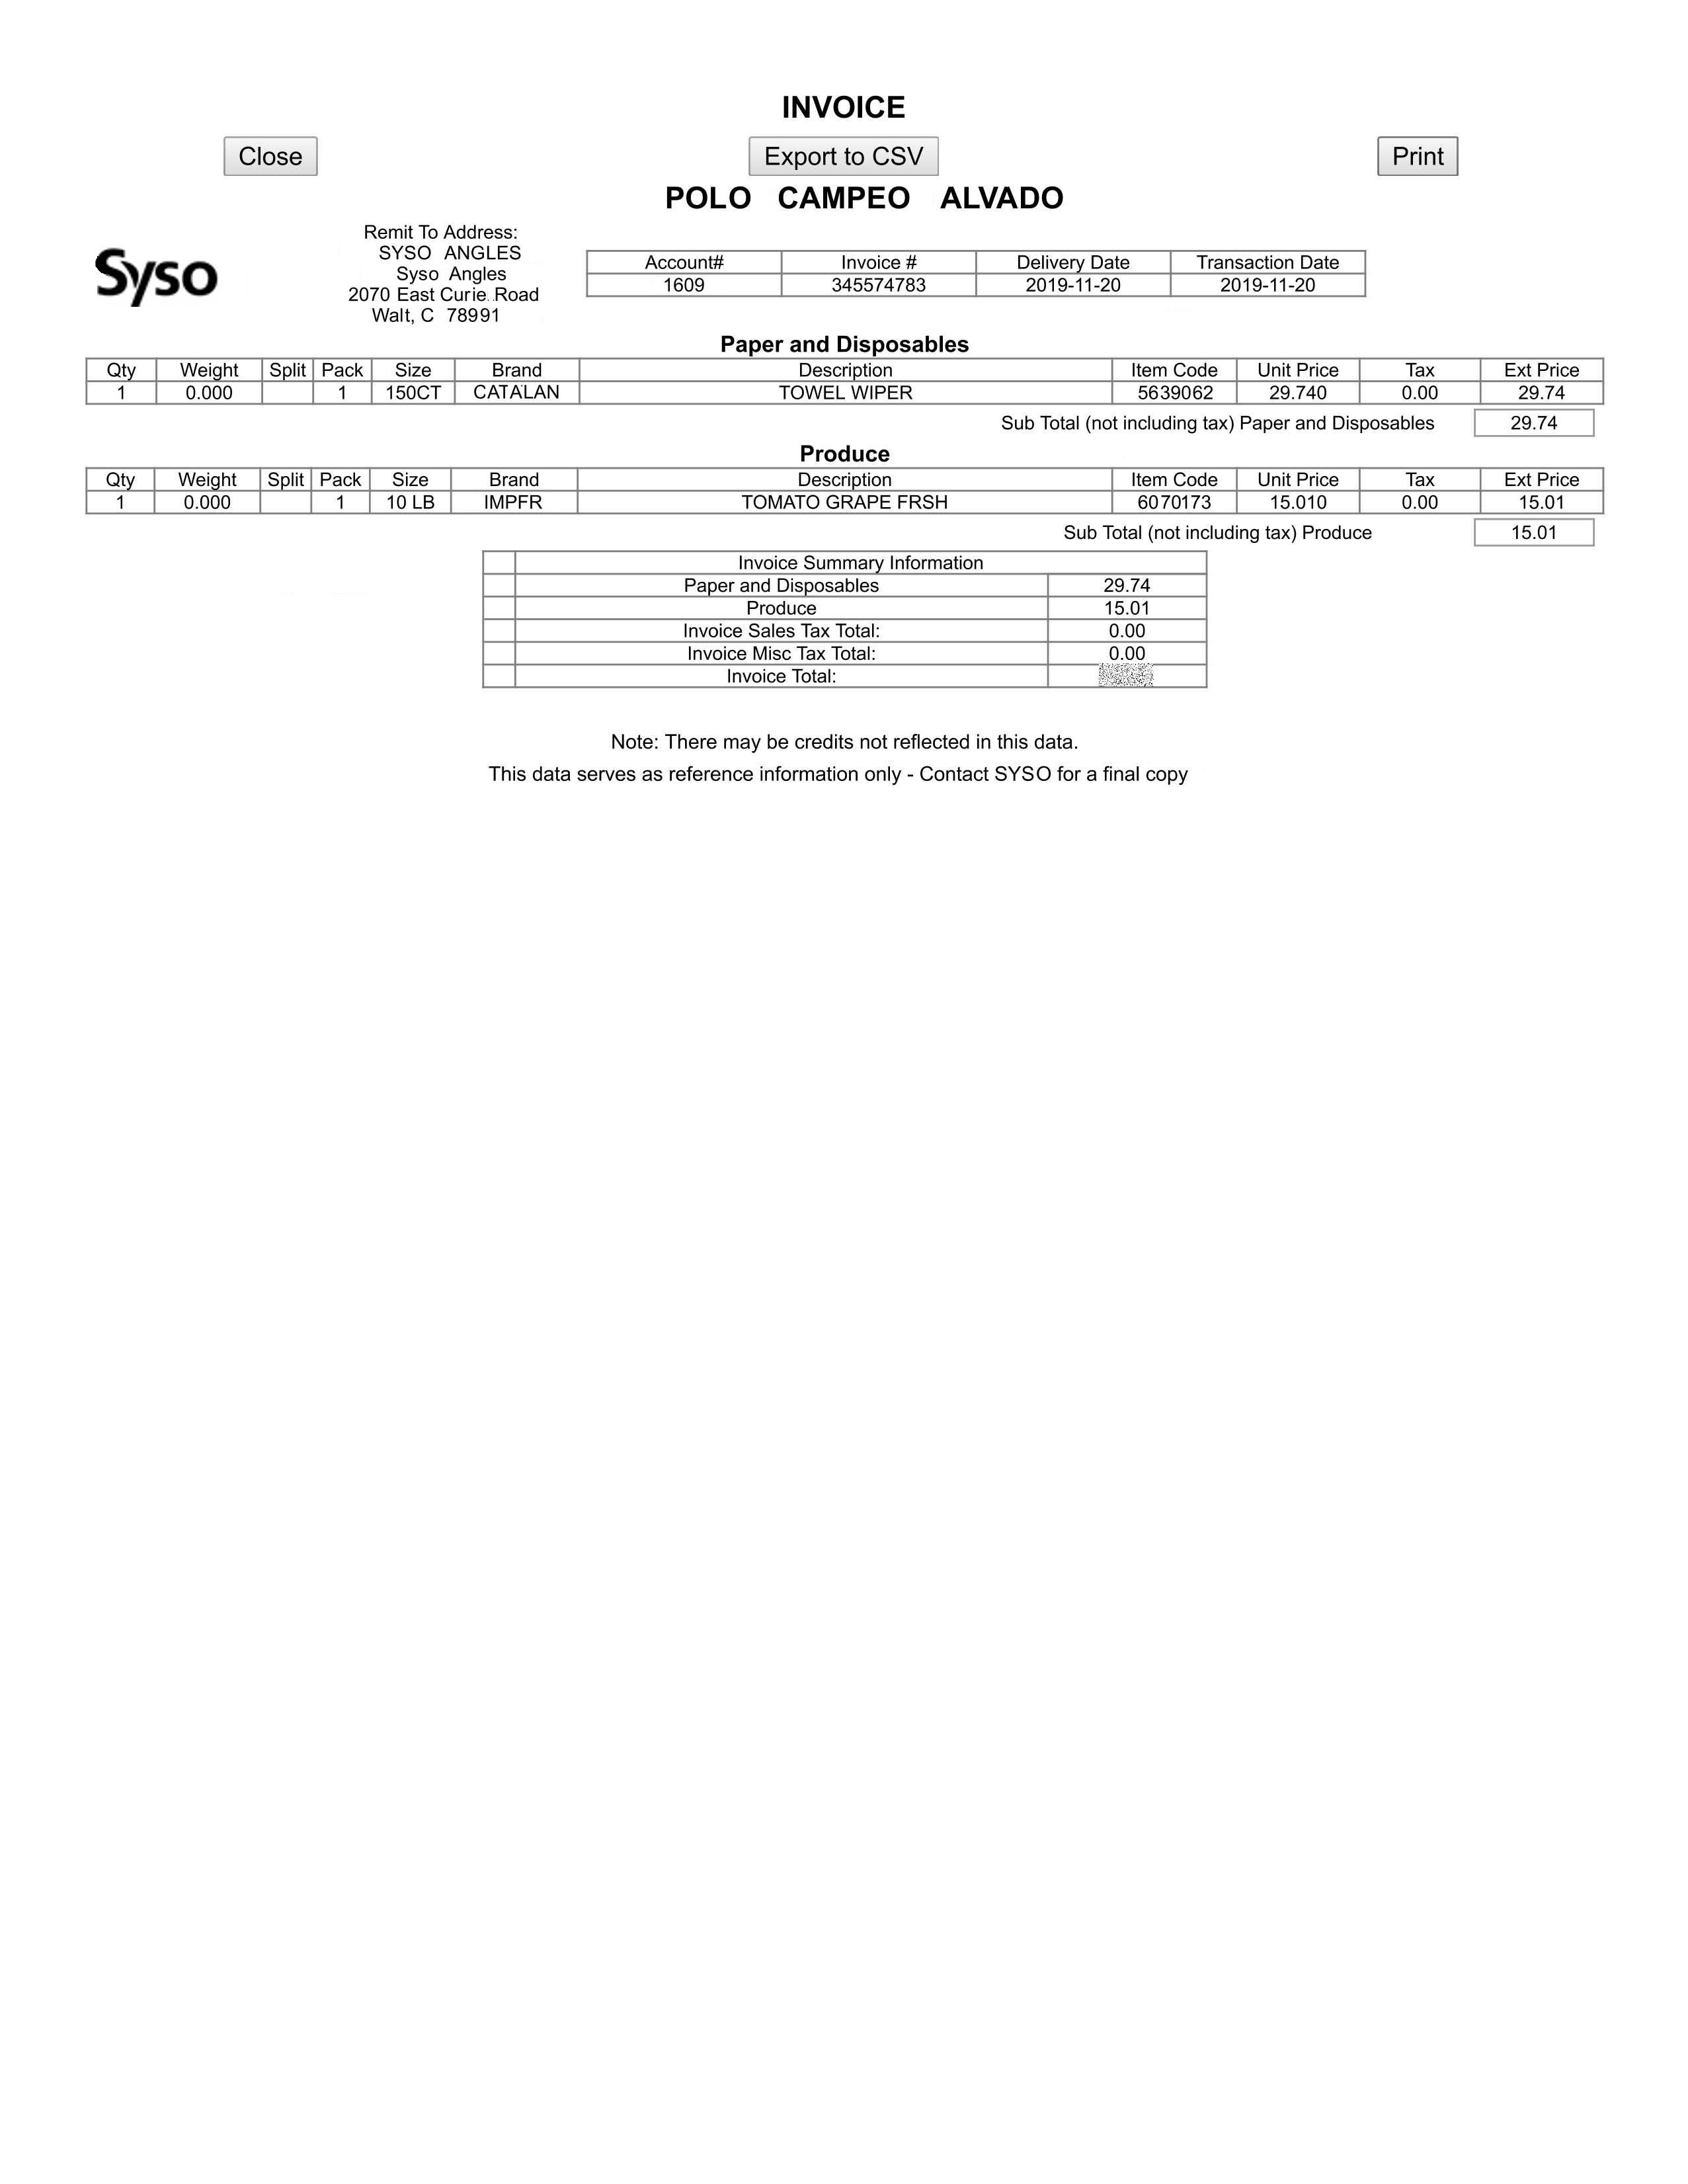 INVOICE
Close Export to CSV Print
POLO CAMPEO ALVADO
Syso
Remit To Address:
SYSO ANGLES
Syso Angles
2070 East Curie Road
Walt, C 78991
Account# Invoice # Delivery Date Transaction Date
1609 345574783 2019-11-20 2019-11-20
Paper and Disposables
Qty Weight Split Pack Size Brand Description Item Code Unit Price Tax Ext Price
1 0.000 1 150CT CATALAN TOWEL WIPER 5639062 29.740 0.00 29.74
Sub Total (not including tax) Paper and Disposables 29.74
Produce
Qty Weight Split Pack Size Brand Description Item Code Unit Price Tax Ext Price
1 0.000 1 10 LB IMPFR TOMATO GRAPE FRSH 6070173 15.010 0.00 15.01
Sub Total (not including tax) Produce 15.01
Invoice Summary Information
Paper and Disposables 29.74
Produce 15.01
Invoice Sales Tax Total: 0.00
Invoice Misc Tax Total: 0.00
Invoice Total:
Note: There may be credits not reflected in this data.
This data serves as reference information only - Contact SYSO for a final copy